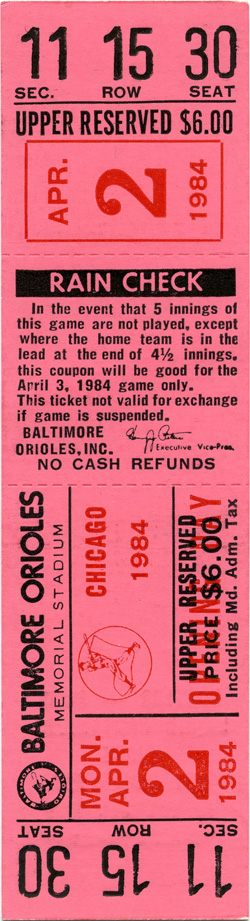 11 15 30
SEC. ROW SEAT
UPPER RESERVED $6.00
APR.
2
1984
RAIN CHECK
In the event that 5 innings of
this game are not played, except
where the home team is in the
lead at the end of 4½ innings,
this coupon will be good for the
April 3, 1984 game only.
This ticket not valid for exchange
if game is suspended.
BALTIMORE
ORIOLES, INC. Executive Vice-Pres.
NO CASH REFUNDS
BALTIMORE ORIOLES
MEMORIAL STADIUM
CHICAGO
1984
OPENING DAY
UPPER RESERVED
PRICE $6.00
Including Md. Adm. Tax
MON.
APR.
2
1984
SEC. ROW SEAT
11 15 30